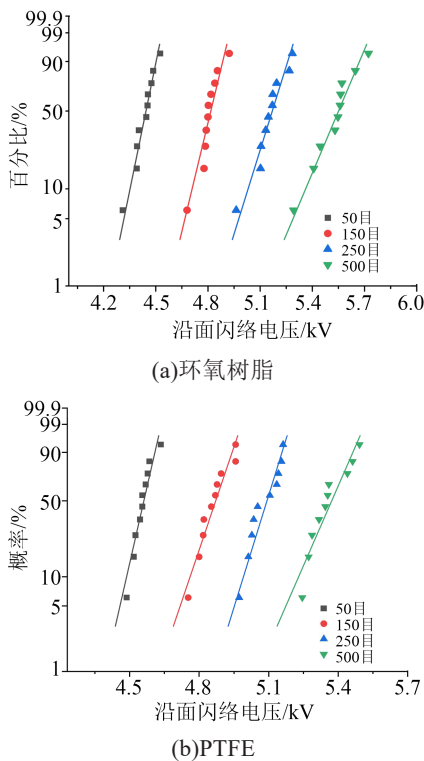 99.9
99
90
50
10
5
1
百分比/%
50目
150目
250目
500目
4.2 4.5 4.8 5.1 5.4 5.7 6.0
沿面闪络电压/kV
(a)环氧树脂
99.9
99
90
50
10
5
1
概率/%
50目
150目
250目
500目
4.5 4.8 5.1 5.4 5.7
沿面闪络电压/kV
(b)PTFE